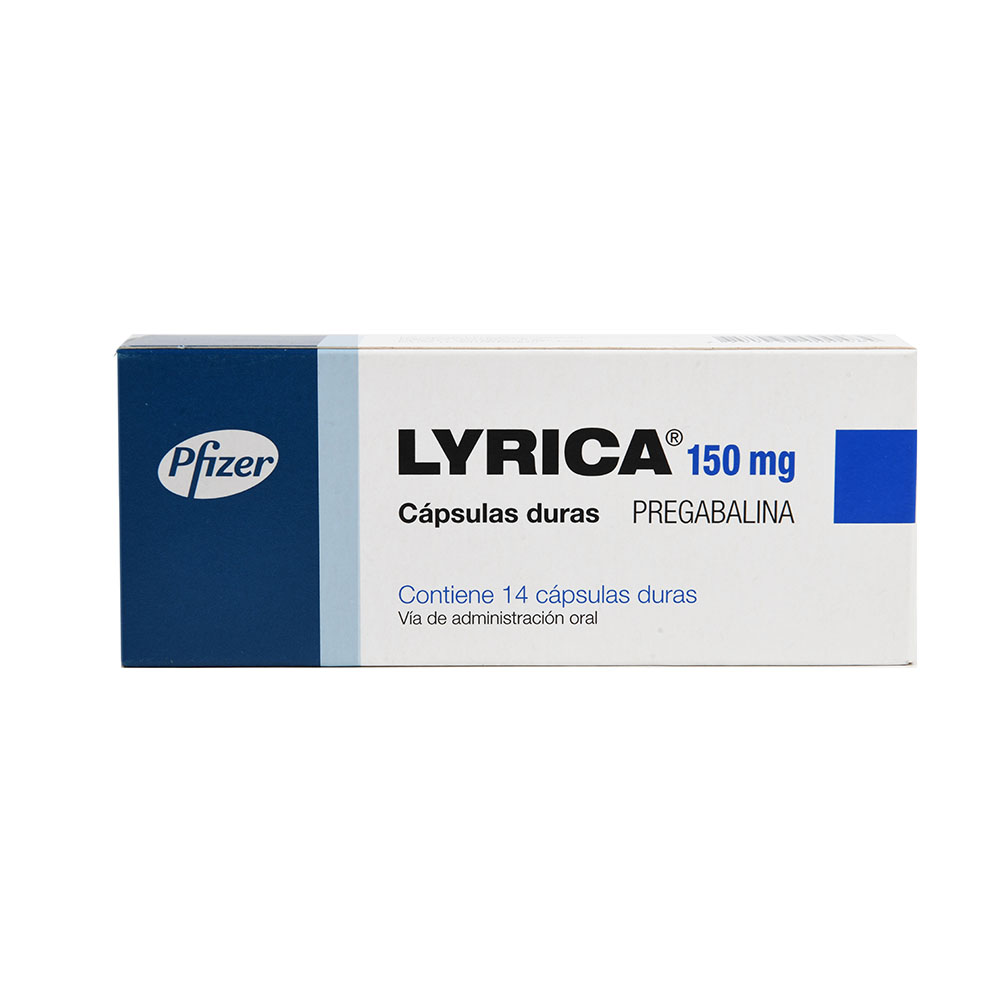 Pfizer
LYRICA® 150 mg
Cápsulas duras PREGABALINA
Contiene 14 cápsulas duras
Vía de administración oral